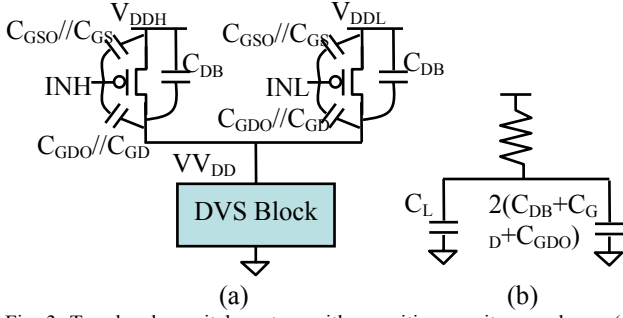 V_DDH
V_DDL
C_GSO//C_GS
C_GSO//C_GS
C_DB
C_DB
INH
INL
C_GDO//C_GD
C_GDO//C_GD
VV_DD
DVS Block
C_L
2(C_DB+C_G
D+C_GDO)
(a)
(b)